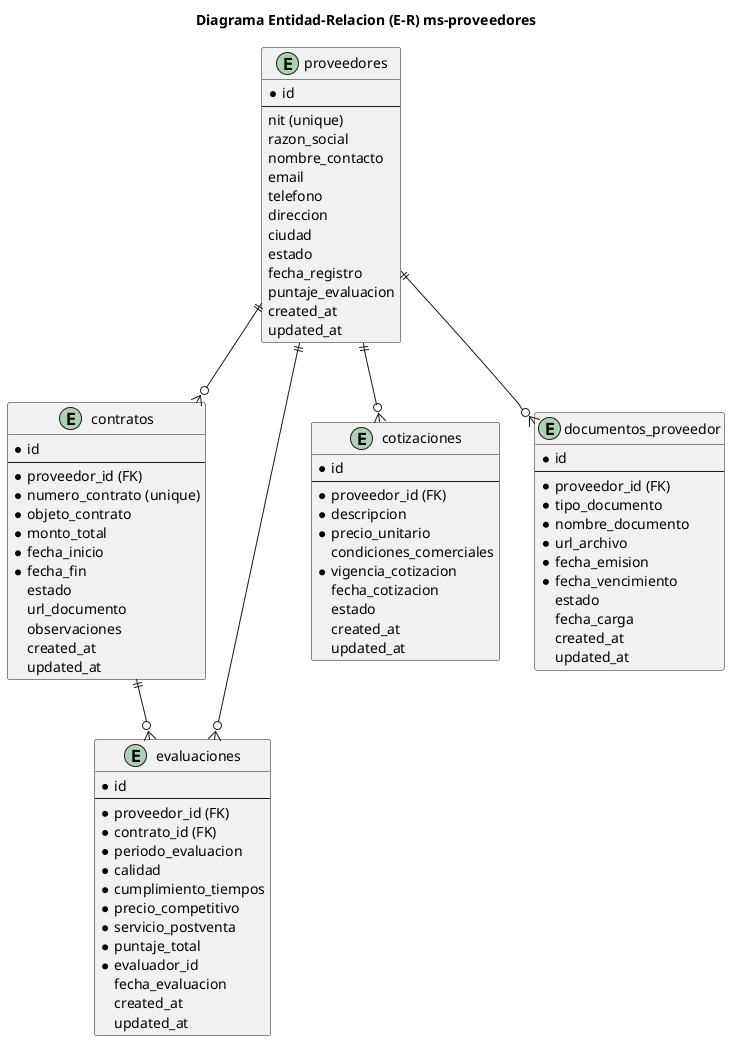 Diagrama Entidad-Relacion (E-R) ms-proveedores
E proveedores
* id
nit (unique)
razon_social
nombre_contacto
email
telefono
direccion
ciudad
estado
fecha_registro
puntaje_evaluacion
created_at
updated_at
E contratos
* id
* proveedor_id (FK)
* numero_contrato (unique)
* objeto_contrato
* monto_total
* fecha_inicio
* fecha_fin
estado
url_documento
observaciones
created_at
updated_at
E cotizaciones
* id
* proveedor_id (FK)
* descripcion
* precio_unitario
condiciones_comerciales
* vigencia_cotizacion
fecha_cotizacion
estado
created_at
updated_at
E documentos_proveedor
* id
* proveedor_id (FK)
* tipo_documento
* nombre_documento
* url_archivo
* fecha_emision
* fecha_vencimiento
estado
fecha_carga
created_at
updated_at
E evaluaciones
* id
* proveedor_id (FK)
* contrato_id (FK)
* periodo_evaluacion
* calidad
* cumplimiento_tiempos
* precio_competitivo
* servicio_postventa
* puntaje_total
* evaluador_id
fecha_evaluacion
created_at
updated_at